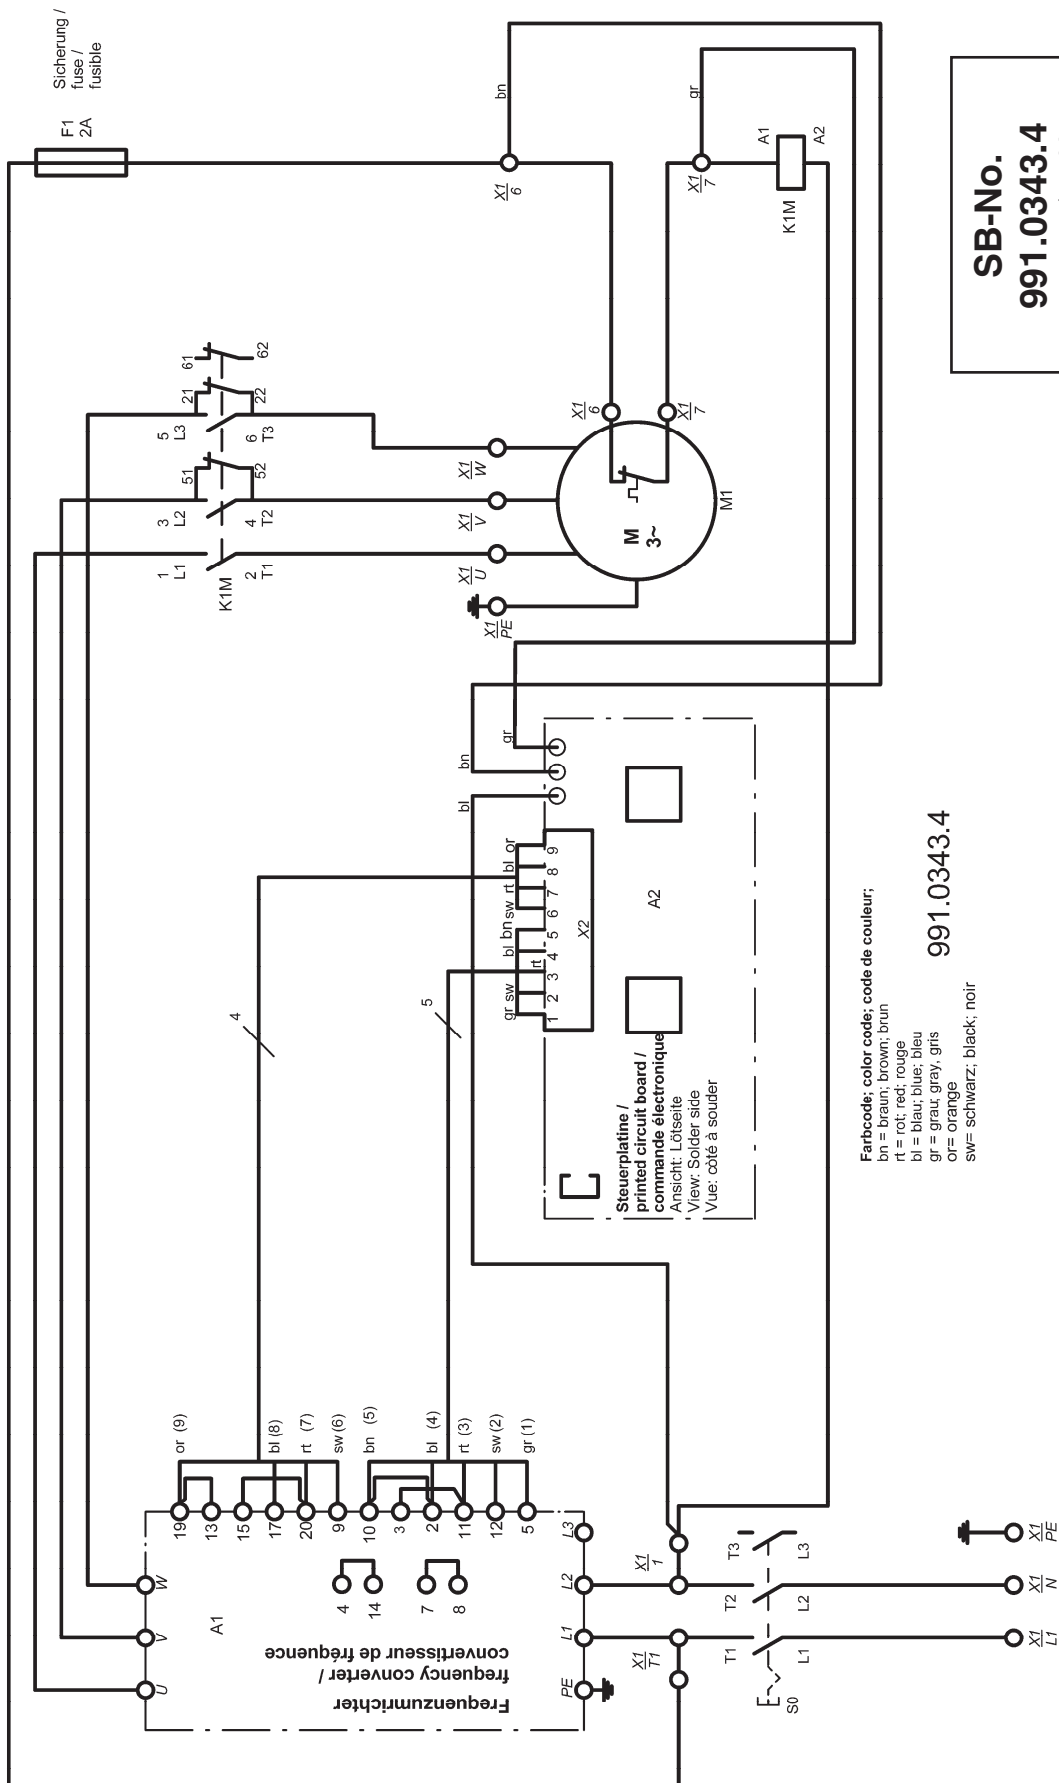 Sicherung /
fuse /
fusible
F1
2A
bn
gr
X1
6
X1
7
A1
A2
K1M
SB-No.
991.0343.4
61
62
21
22
5
L3
6
T3
51
52
3
L2
4
T2
1
L1
2
T1
K1M
X1
W
X1
V
X1
U
X1
PE
X1
6
X1
7
M
3~
M1
gr
bn
bl
or
bl
rt
sw
bn
bl
rt
sw
gr
9
8
7
6
5
4
3
2
1
X2
A2
4
5
Steuerplatine /
printed circuit board /
commande électronique
Ansicht: Lötseite
View: Solder side
Vue: côté à souder
Farbcode; color code; code de couleur;
bn = braun; brown; brun
rt = rot; red; rouge
bl = blau; blue; bleu
gr = grau; gray, gris
or= orange
sw= schwarz; black; noir
991.0343.4
or (9)
bl (8)
rt (7)
sw (6)
bn (5)
bl (4)
rt (3)
sw (2)
gr (1)
19
13
15
17
20
9
10
3
2
11
12
5
4
14
7
8
W
V
U
A1
Frequenzumrichter
frequency converter /
convertisseur de fréquence
L3
L2
L1
PE
X1
1
X1
T1
T3
L3
T2
L2
T1
L1
S0
X1
PE
X1
N
X1
L1